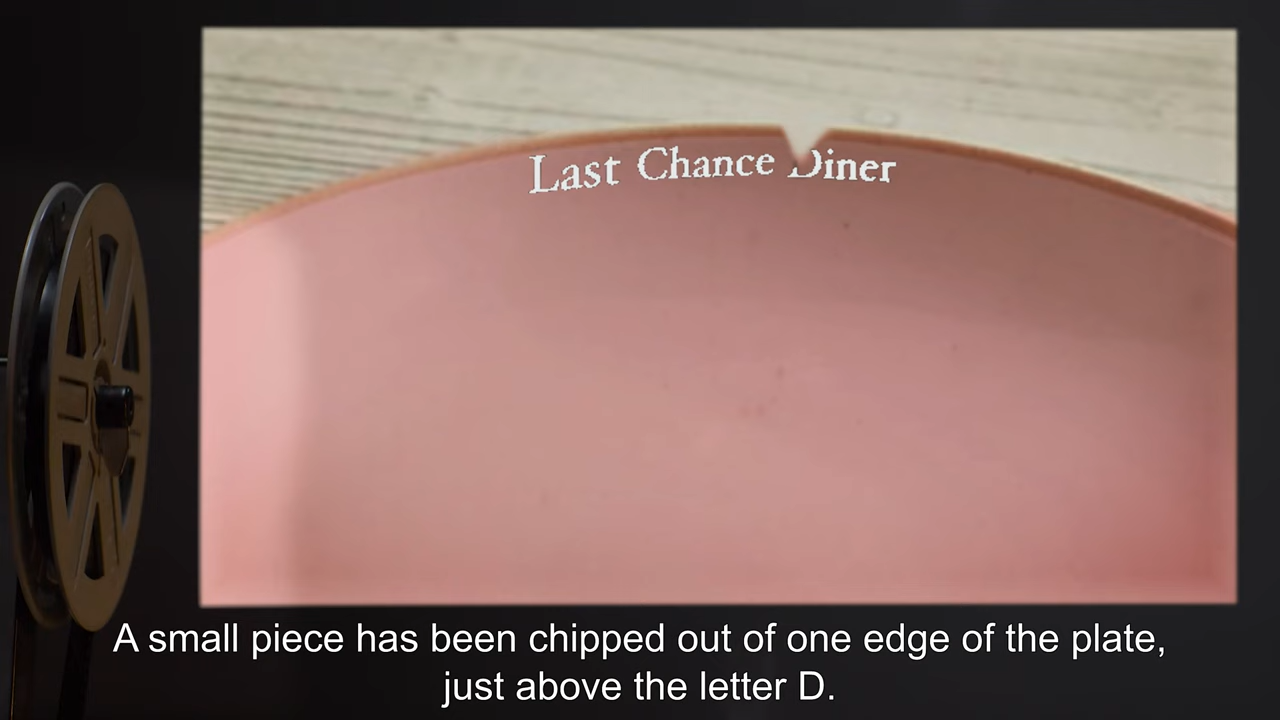 Last Chance Diner
A small piece has been chipped out of one edge of the plate,
just above the letter D.